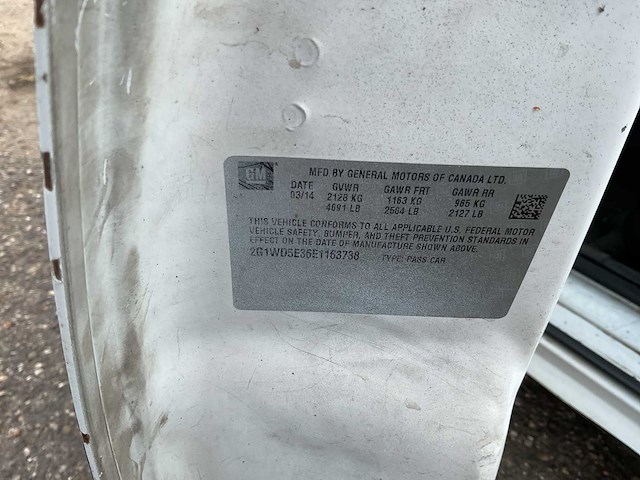 GM
MFD BY GENERAL MOTORS OF CANADA LTD.
DATE GVWR GAWR FRT GAWR RR
03/14 2128 KG 1163 KG 965 KG
4691 LB 2564 LB 2127 LB
THIS VEHICLE CONFORMS TO ALL APPLICABLE U.S. FEDERAL MOTOR
VEHICLE SAFETY, BUMPER, AND THEFT PREVENTION STANDARDS IN
EFFECT ON THE DATE OF MANUFACTURE SHOWN ABOVE.
2G1WD5E36E1163738 TYPE: PASS CAR